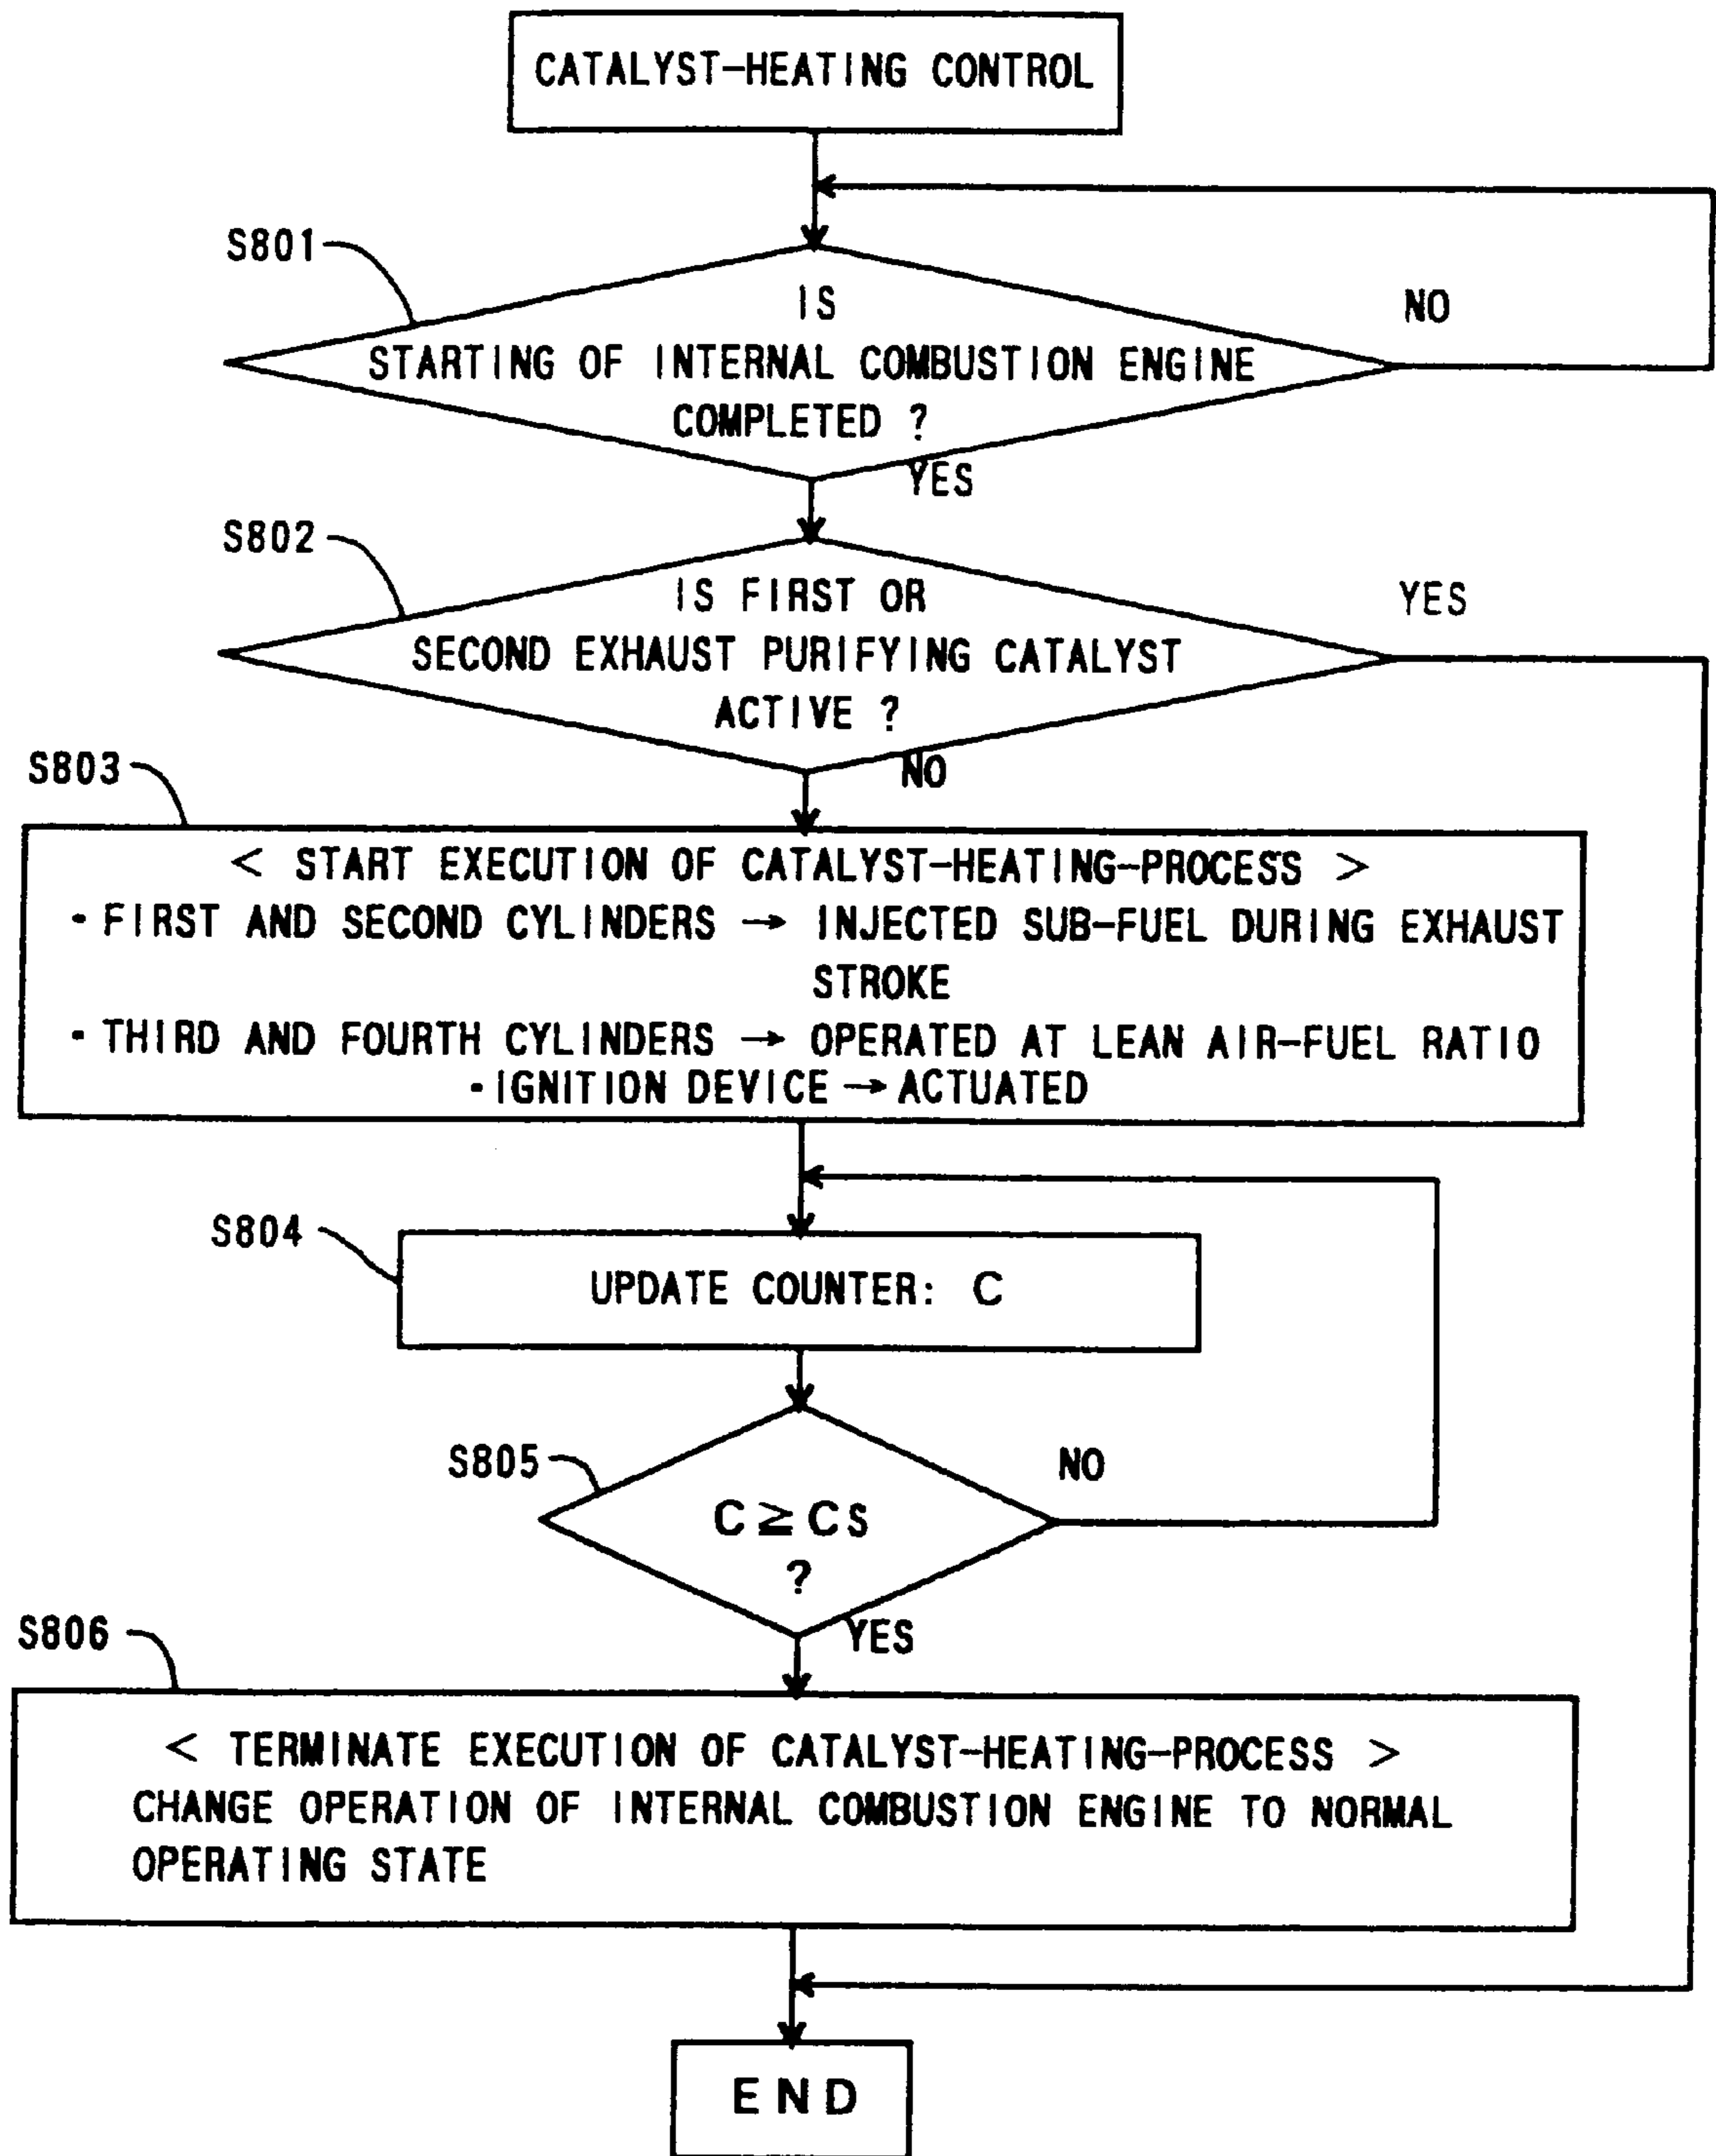 CATALYST-HEATING CONTROL
S801
IS
STARTING OF INTERNAL COMBUSTION ENGINE
COMPLETED ?
NO
YES
S802
IS FIRST OR
SECOND EXHAUST PURIFYING CATALYST
ACTIVE ?
YES
NO
S803
< START EXECUTION OF CATALYST-HEATING-PROCESS >
- FIRST AND SECOND CYLINDERS → INJECTED SUB-FUEL DURING EXHAUST
STROKE
- THIRD AND FOURTH CYLINDERS → OPERATED AT LEAN AIR-FUEL RATIO
- IGNITION DEVICE → ACTUATED
S804
UPDATE COUNTER: C
S805
C ≧ CS
?
NO
YES
S806
< TERMINATE EXECUTION OF CATALYST-HEATING-PROCESS >
CHANGE OPERATION OF INTERNAL COMBUSTION ENGINE TO NORMAL
OPERATING STATE
END